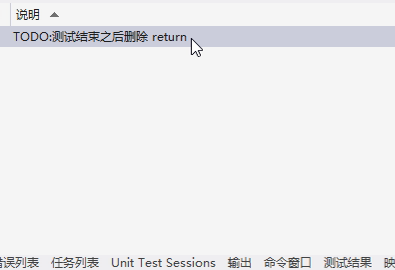 说明
TODO:测试结束之后删除 return
错误列表 任务列表 Unit Test Sessions 输出 命令窗口 测试结果 映